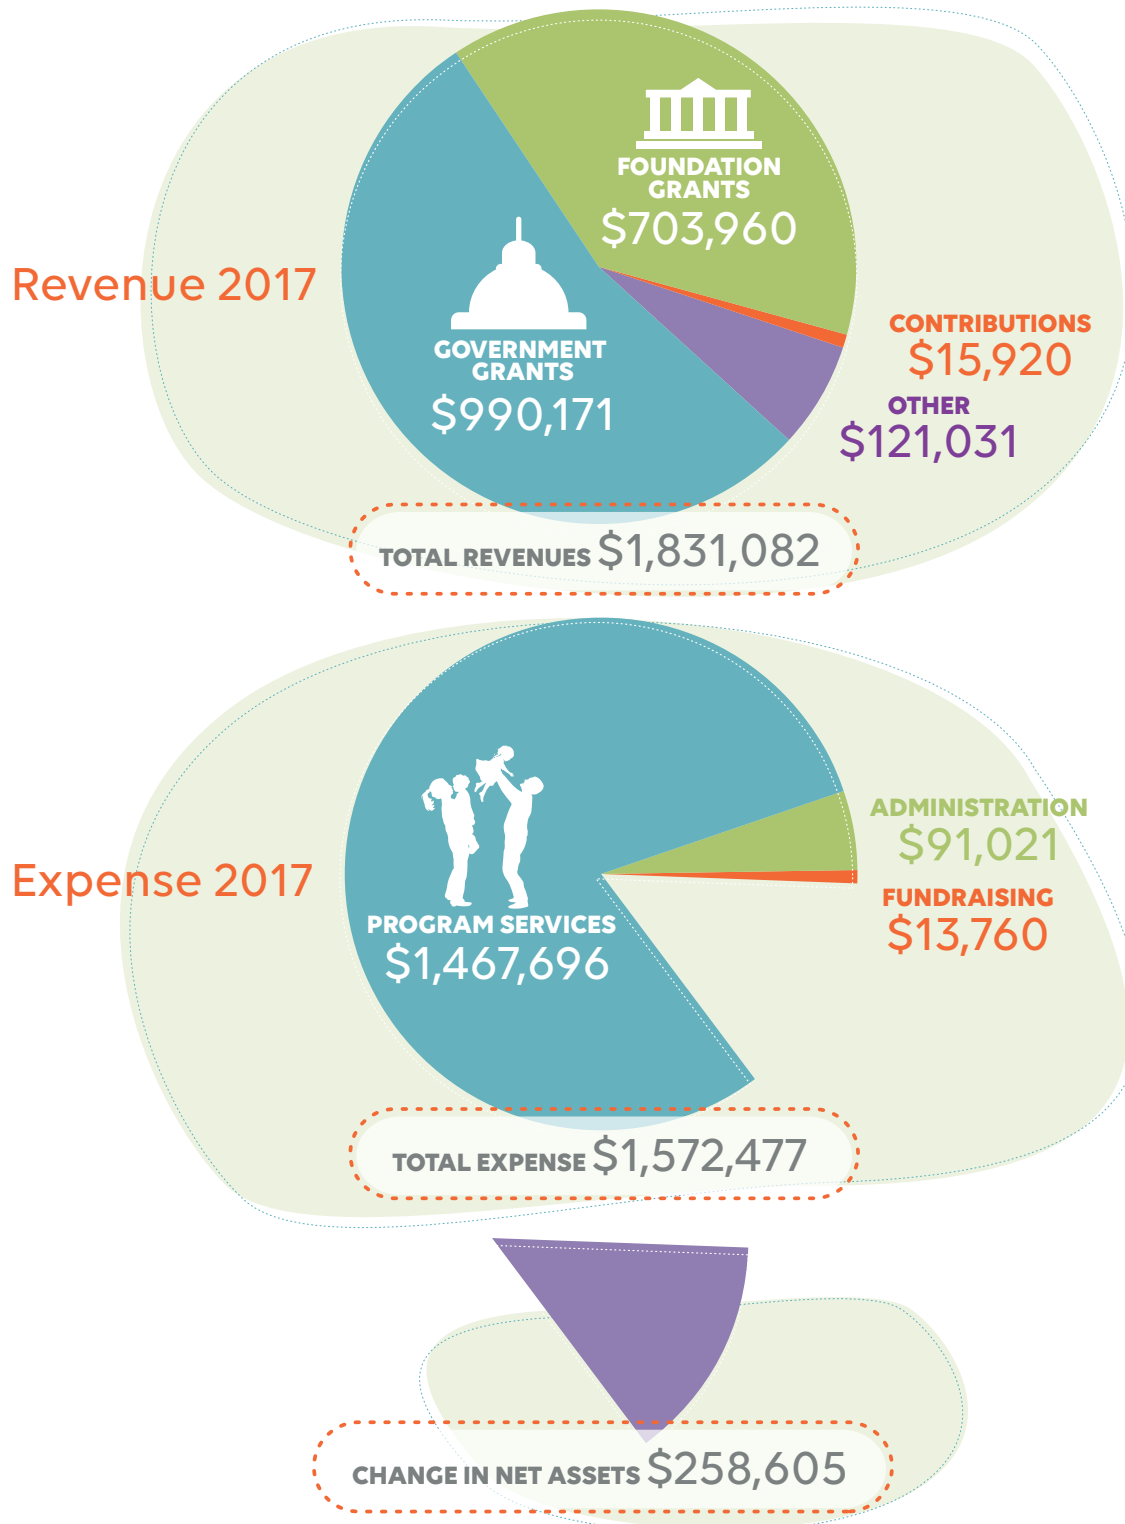 Revenue 2017
FOUNDATION
GRANTS
$703,960
GOVERNMENT
GRANTS
$990,171
CONTRIBUTIONS
$15,920
OTHER
$121,031
TOTAL REVENUES $1,831,082
Expense 2017
PROGRAM SERVICES
$1,467,696
ADMINISTRATION
$91,021
FUNDRAISING
$13,760
TOTAL EXPENSE $1,572,477
CHANGE IN NET ASSETS $258,605